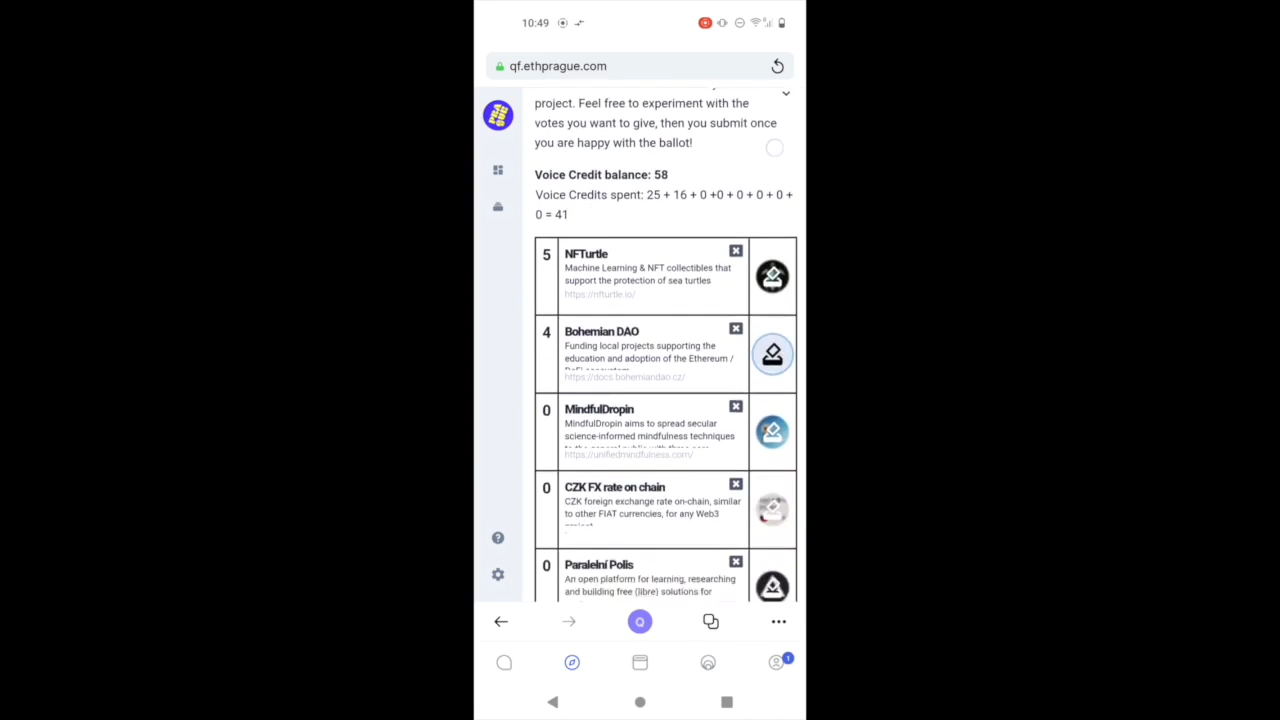 10:49
qf.ethprague.com
project. Feel free to experiment with the
votes you want to give, then you submit once
you are happy with the ballot!
Voice Credit balance: 58
Voice Credits spent: 25 + 16 + 0 +0 + 0 + 0 + 0 +
0 = 41
5
NFTurtle
Machine Learning & NFT collectibles that
support the protection of sea turtles
https://nfturtle.io/
4
Bohemian DAO
Funding local projects supporting the
education and adoption of the Ethereum /
https://docs.bohemiandao.cz/
0
MindfulDropin
MindfulDropin aims to spread secular
science-informed mindfulness techniques
https://unifiedmindfulness.com/
0
CZK FX rate on chain
CZK foreign exchange rate on-chain, similar
to other FIAT currencies, for any Web3
0
Paralelní Polis
An open platform for learning, researching
and building free (libre) solutions for
Q
1